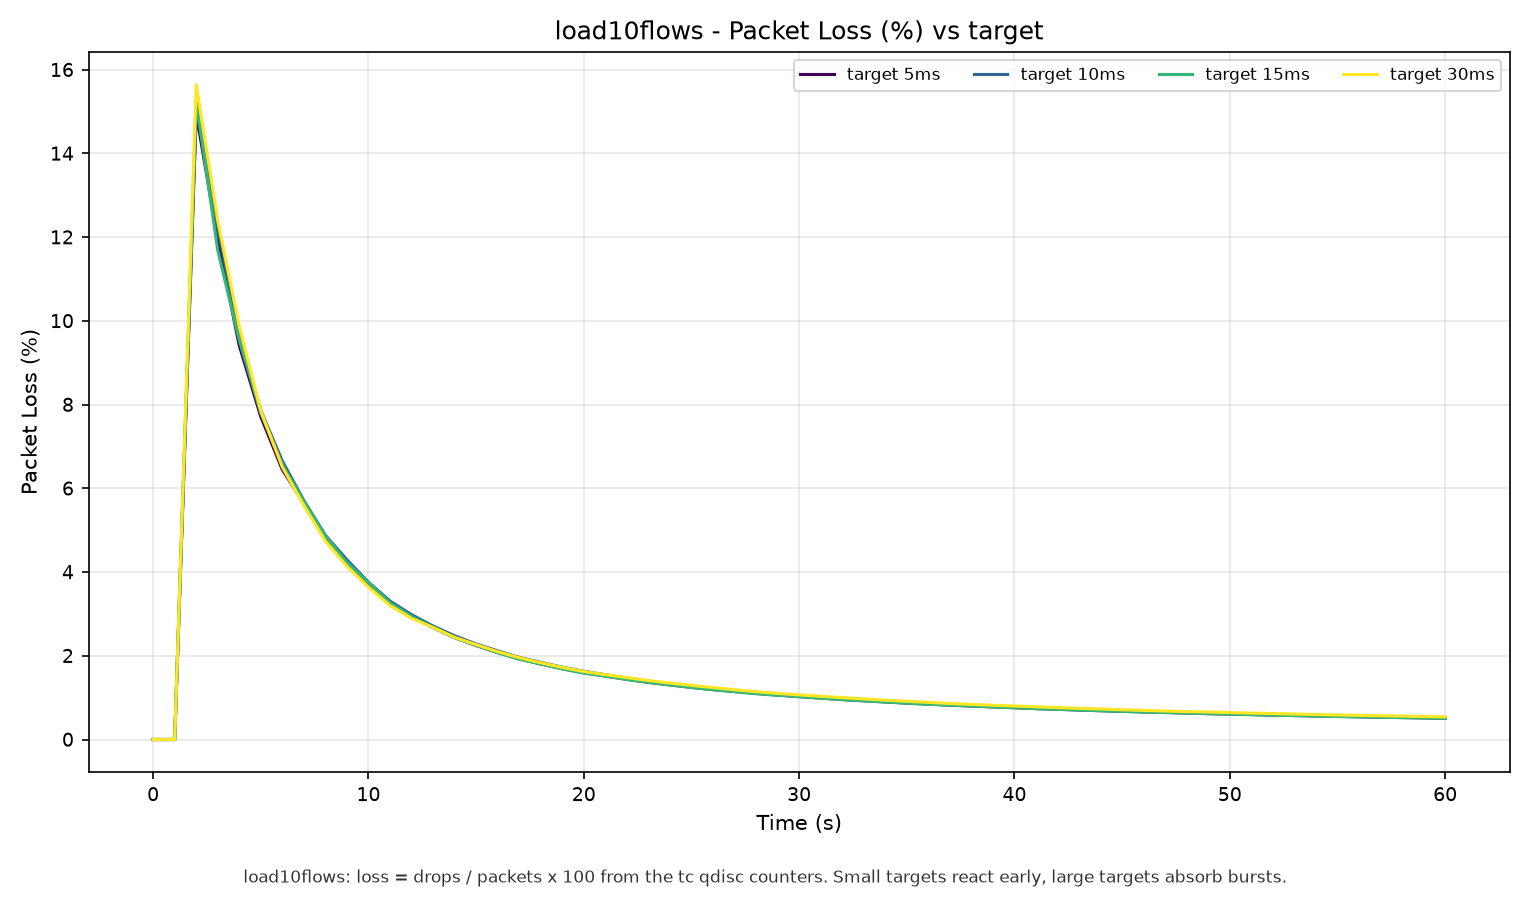 load10flows - Packet Loss (%) vs target
target 5ms target 10ms target 15ms target 30ms
Packet Loss (%)
16
14
12
10
8
6
4
2
0
0 10 20 30 40 50 60
Time (s)
load10flows: loss = drops / packets x 100 from the tc qdisc counters. Small targets react early, large targets absorb bursts.